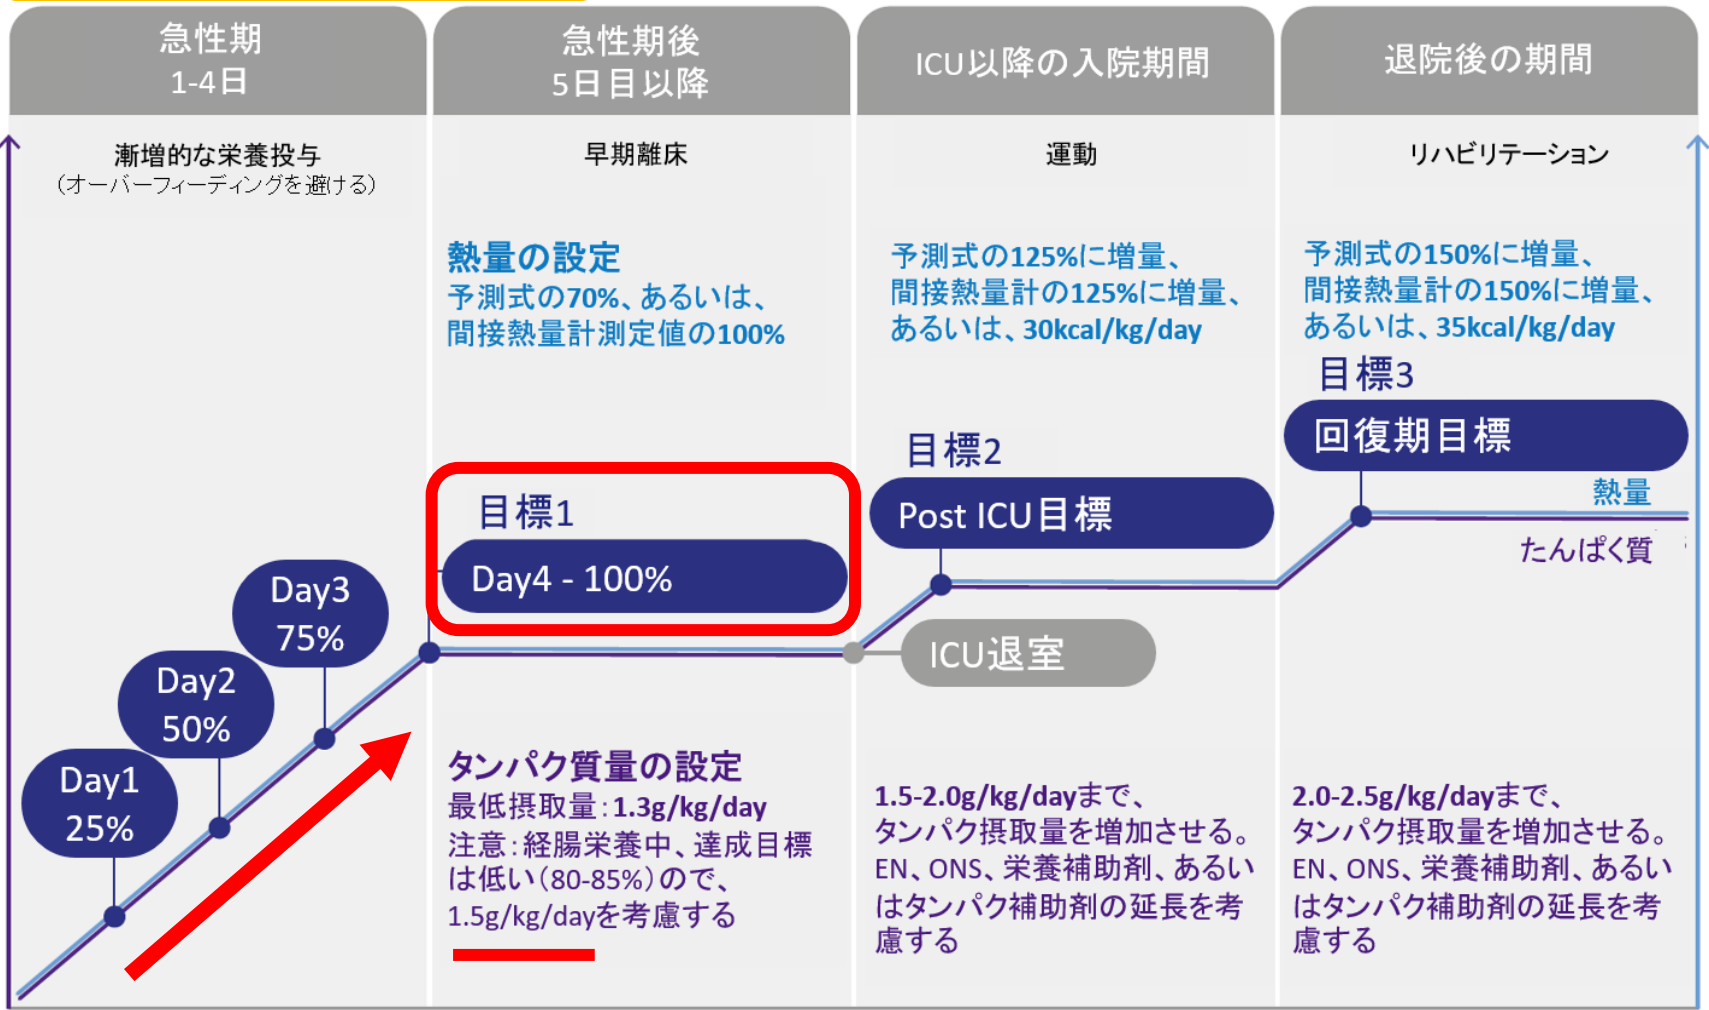 急性期
1-4日
漸増的な栄養投与
（オーバーフィーディングを避ける）
Day1
25%
Day2
50%
Day3
75%
急性期後
5日目以降
早期離床
熱量の設定
予測式の70%、あるいは、
間接熱量計測定値の100%
目標1
Day4 - 100%
タンパク質量の設定
最低摂取量：1.3g/kg/day
注意：経腸栄養中、達成目標
は低い（80-85%）ので、
1.5g/kg/dayを考慮する
ICU以降の入院期間
運動
予測式の125%に増量、
間接熱量計の125%に増量、
あるいは、30kcal/kg/day
目標2
Post ICU目標
ICU退室
1.5-2.0g/kg/dayまで、
タンパク摂取量を増加させる。
EN、ONS、栄養補助剤、あるい
はタンパク補助剤の延長を考
慮する
退院後の期間
リハビリテーション
予測式の150%に増量、
間接熱量計の150%に増量、
あるいは、35kcal/kg/day
目標3
回復期目標
熱量
たんぱく質
2.0-2.5g/kg/dayまで、
タンパク摂取量を増加させる。
EN、ONS、栄養補助剤、あるい
はタンパク補助剤の延長を考
慮する